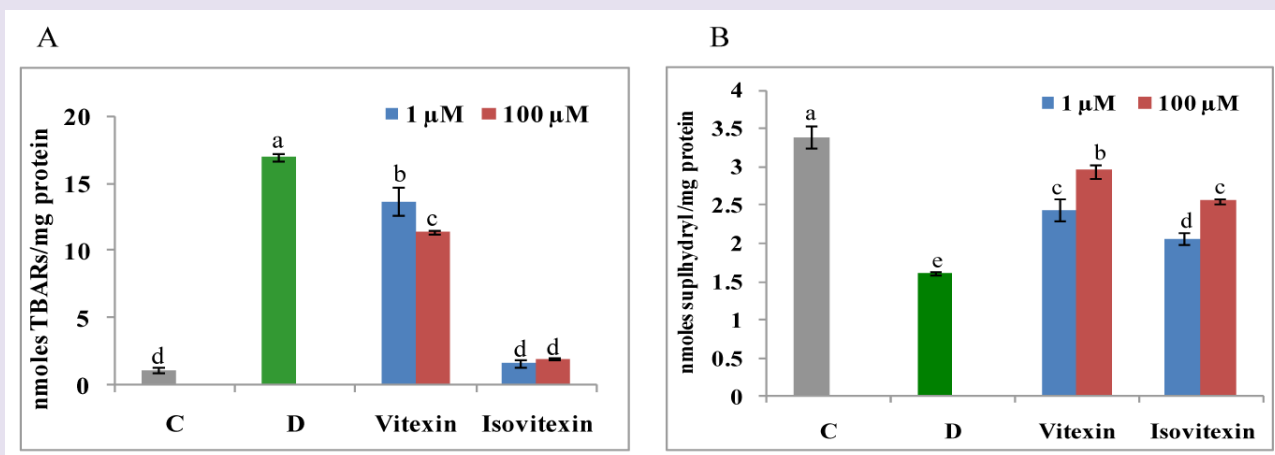 A
nmoles TBARs/mg protein
1 µM 100 µM
20
15
10
5
0
d
a
b
c
d
d
C D Vitexin Isovitexin
B
nmoles suplhydryl/mg protein
1 µM 100 µM
4
3.5
3
2.5
2
1.5
1
0.5
0
a
e
c
b
d
c
C D Vitexin Isovitexin